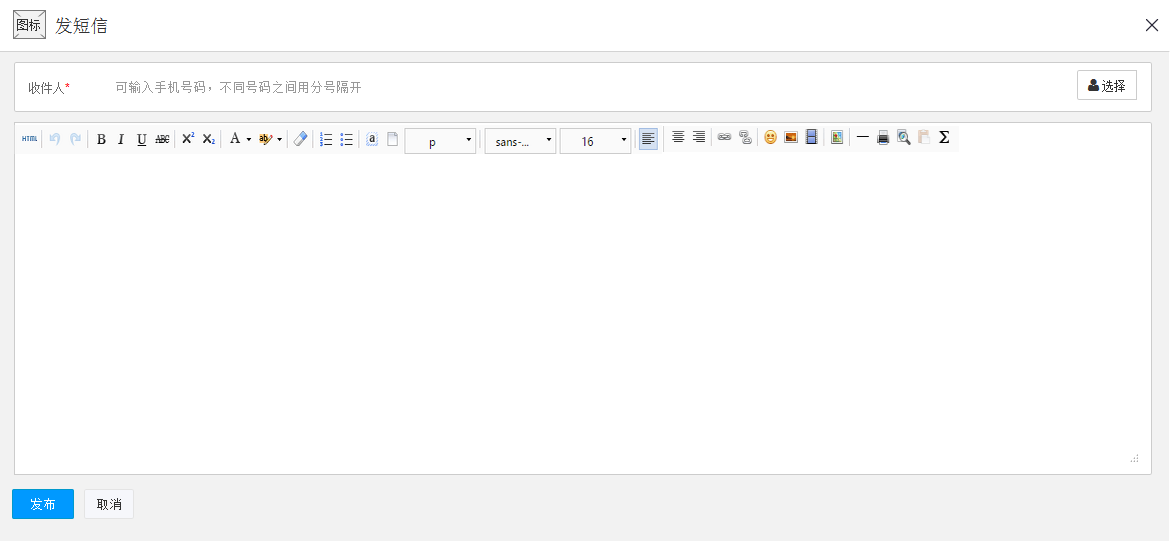 图标 发短信
收件人* 可输入手机号码，不同号码之间用分号隔开 选择
HTML B I U ABC X² X₂ A ab a p sans-... 16 Σ
发布 取消